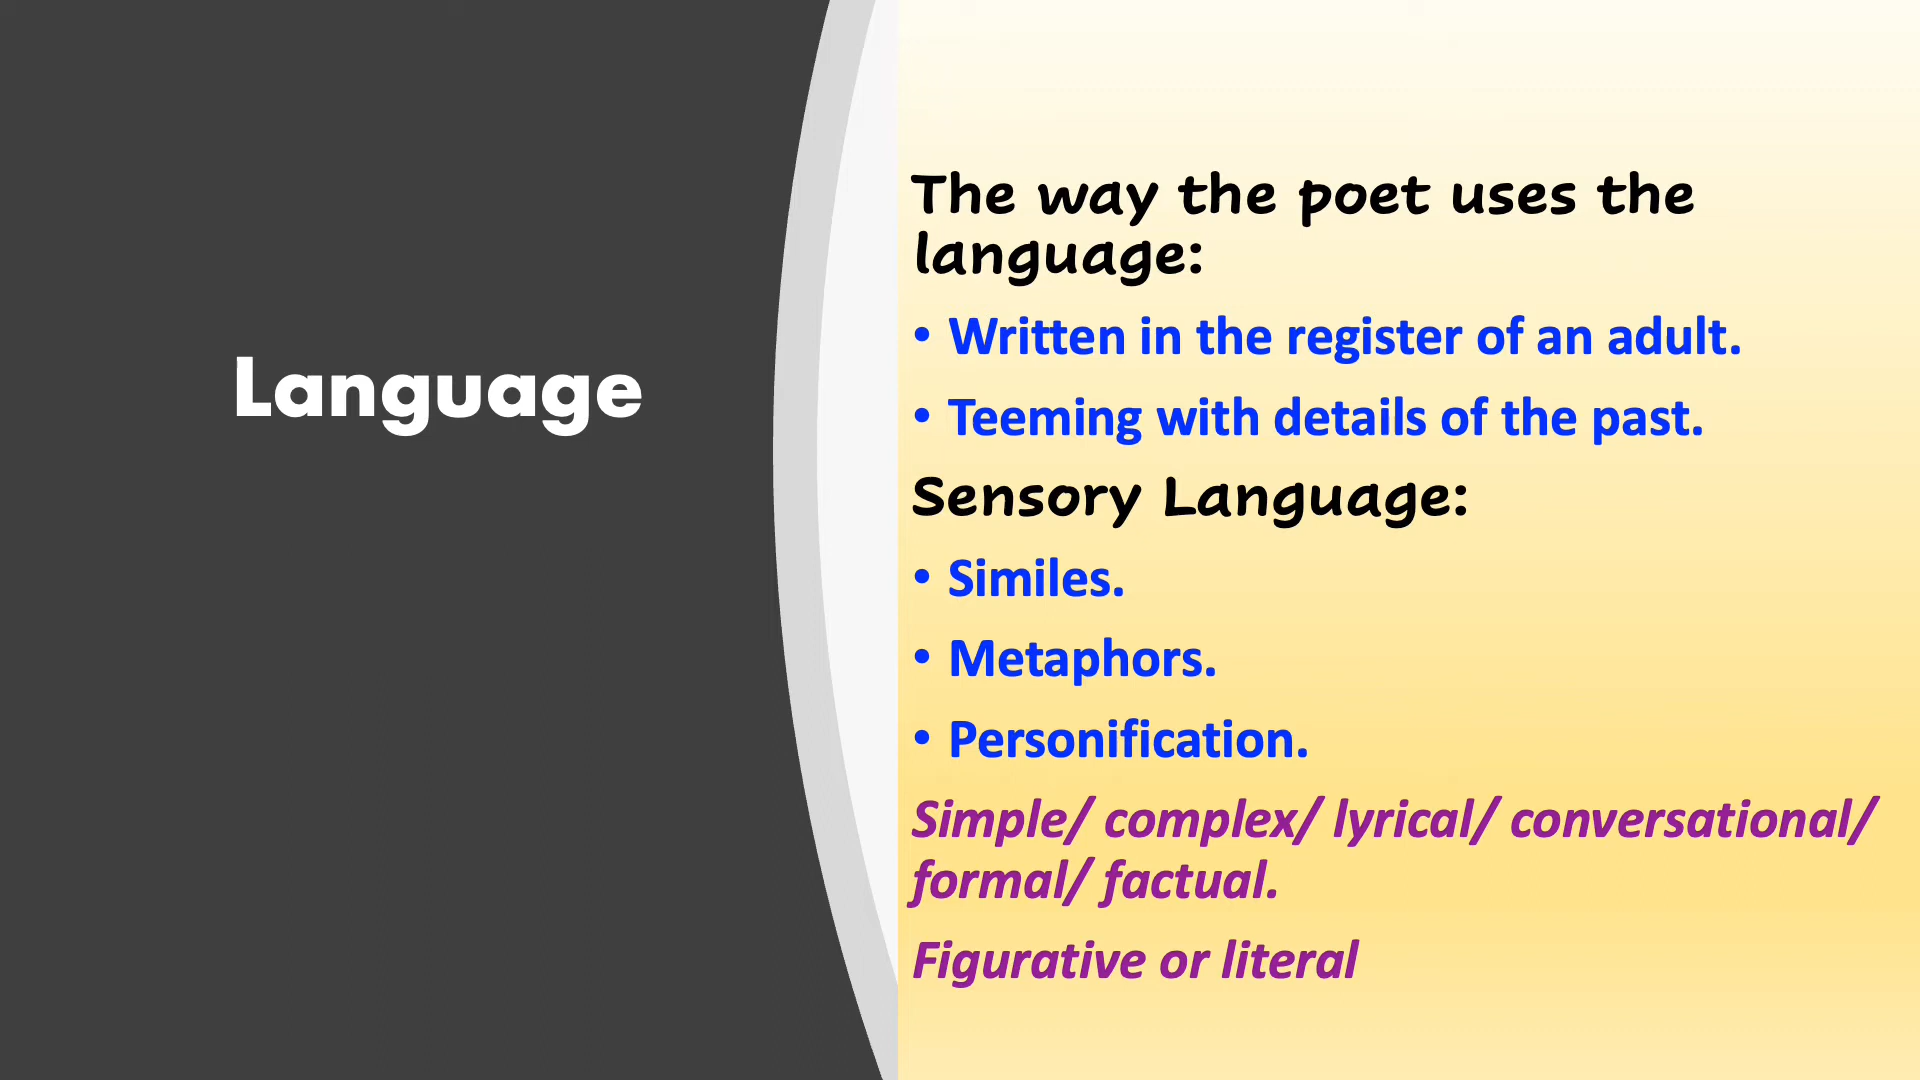 Language
The way the poet uses the
language:
• Written in the register of an adult.
• Teeming with details of the past.
Sensory Language:
• Similes.
• Metaphors.
• Personification.
Simple/ complex/ lyrical/ conversational/
formal/ factual.
Figurative or literal